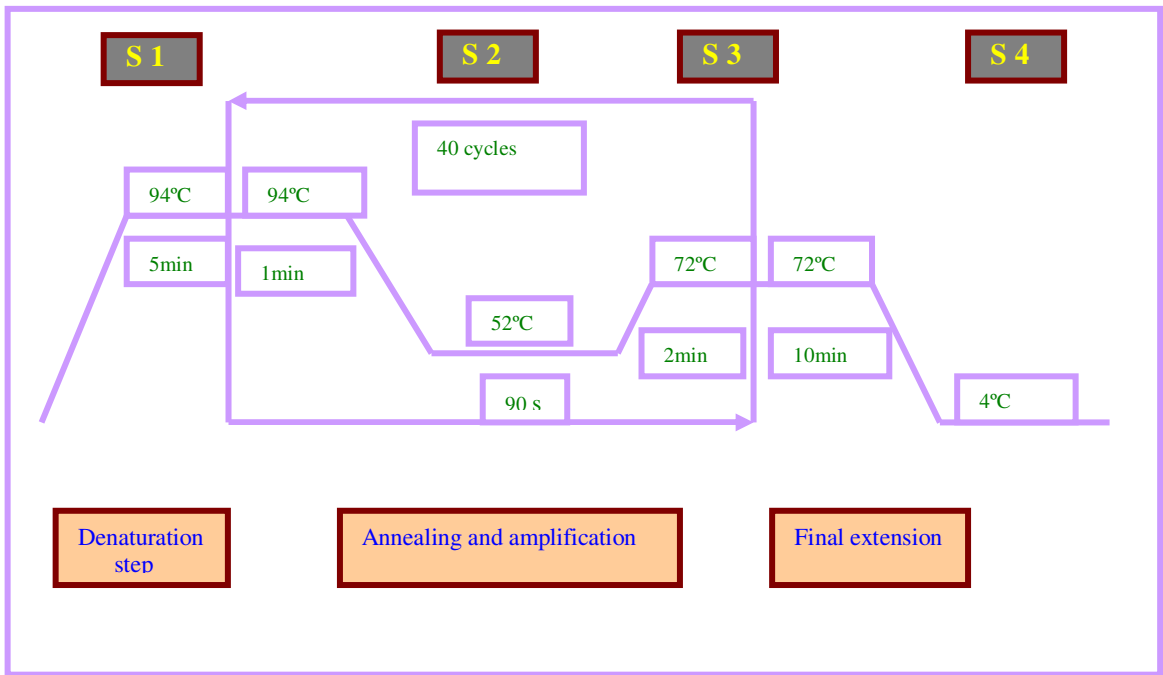 S 1
S 2
S 3
S 4
40 cycles
94ºC
94ºC
5min
1min
72ºC
72ºC
52ºC
2min
10min
90 s
4ºC
Denaturation
step
Annealing and amplification
Final extension